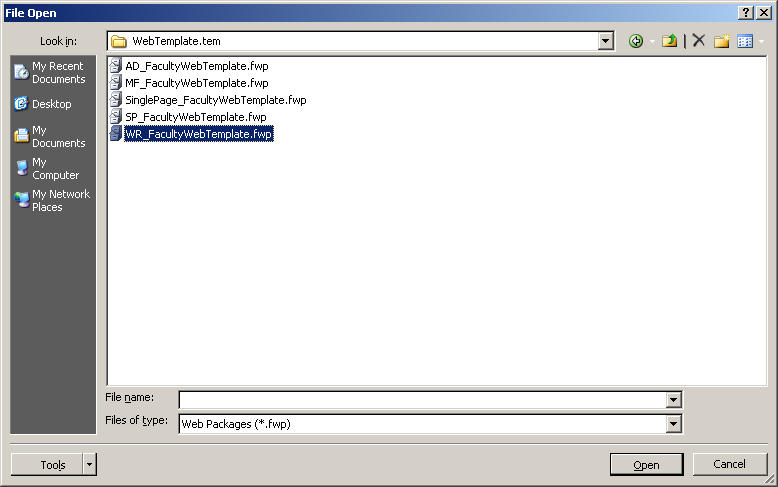 File Open
Look in:
WebTemplate.tem
My Recent
Documents
Desktop
My
Documents
My
Computer
My Network
Places
AD_FacultyWebTemplate.fwp
MF_FacultyWebTemplate.fwp
SinglePage_FacultyWebTemplate.fwp
SP_FacultyWebTemplate.fwp
WR_FacultyWebTemplate.fwp
File name:
Files of type:
Web Packages (*.fwp)
Tools
Open
Cancel